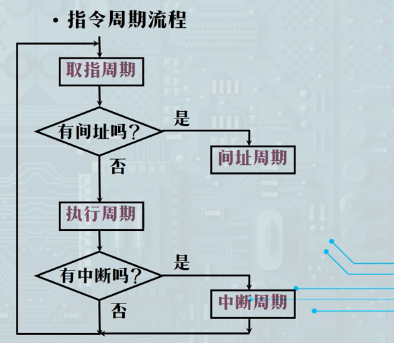 · 指令周期流程
取指周期
有间址吗？
是
间址周期
否
执行周期
有中断吗？
是
中断周期
否